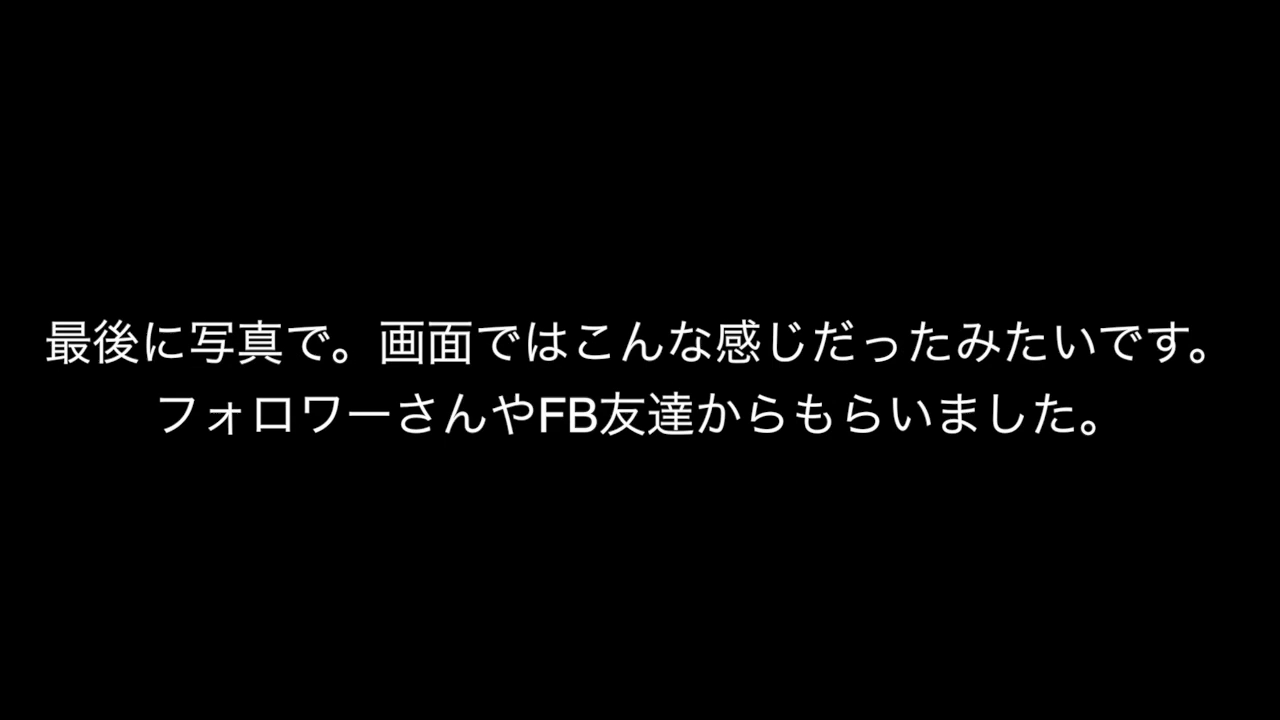 最後に写真で。画面ではこんな感じだったみたいです。
フォロワーさんやFB友達からもらいました。